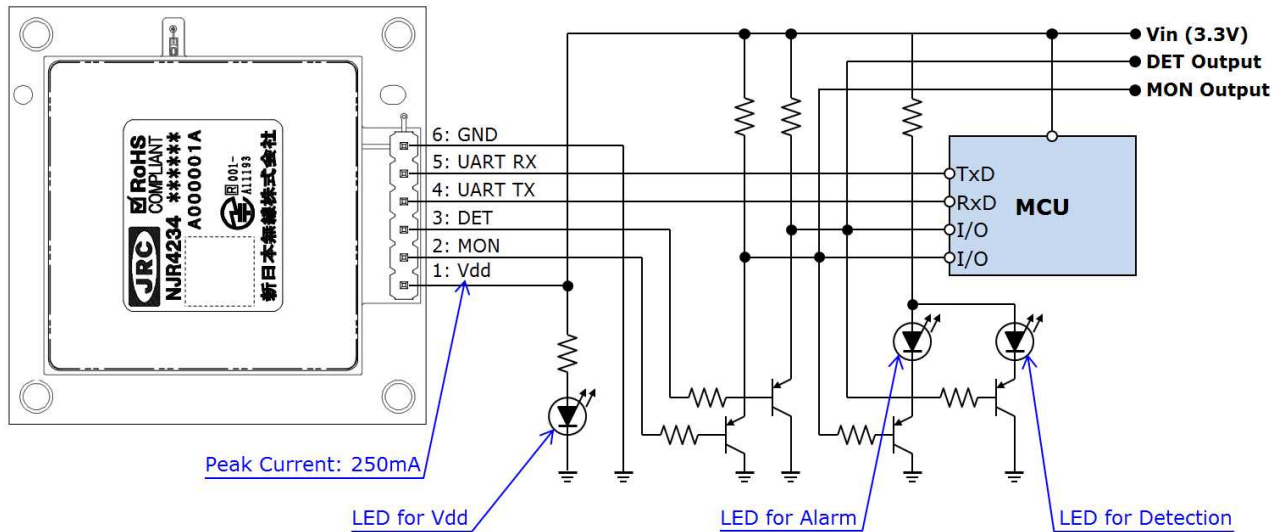 JRC
RoHS
COMPLIANT
NJR4234 ******
A000001A
R 001-
A11193
新日本無線株式会社
6: GND
5: UART RX
4: UART TX
3: DET
2: MON
1: Vdd
Vin (3.3V)
DET Output
MON Output
TxD
RxD
I/O
I/O
MCU
Peak Current: 250mA
LED for Vdd
LED for Alarm
LED for Detection